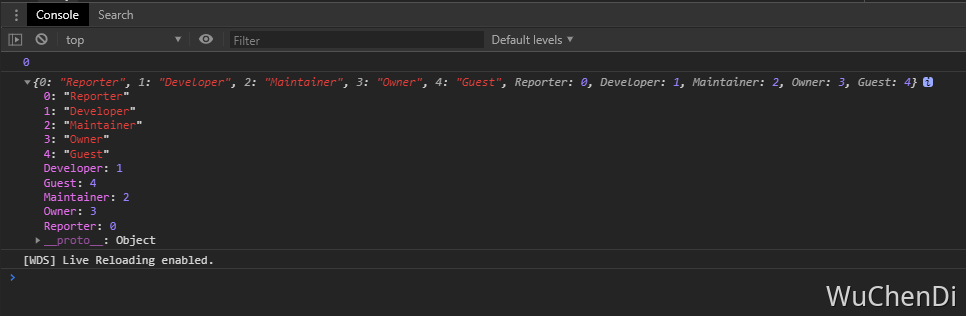 Console Search
top Filter Default levels
0
{0: "Reporter", 1: "Developer", 2: "Maintainer", 3: "Owner", 4: "Guest", Reporter: 0, Developer: 1, Maintainer: 2, Owner: 3, Guest: 4} i
0: "Reporter"
1: "Developer"
2: "Maintainer"
3: "Owner"
4: "Guest"
Developer: 1
Guest: 4
Maintainer: 2
Owner: 3
Reporter: 0
__proto__: Object
[WDS] Live Reloading enabled.
>
WuChenDi